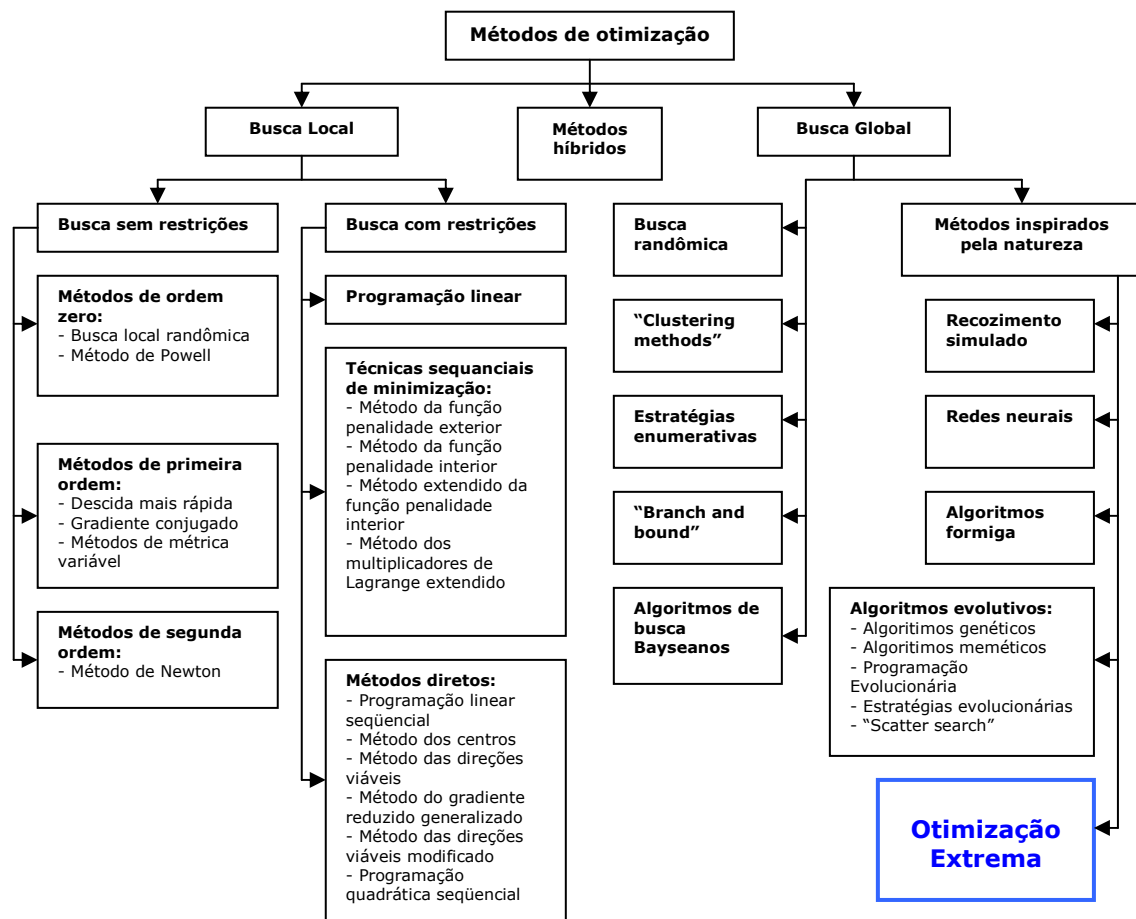 Métodos de otimização
Busca Local
Métodos
híbridos
Busca Global
Busca sem restrições
Busca com restrições
Busca
randômica
Métodos inspirados
pela natureza
Métodos de ordem
zero:
- Busca local randômica
- Método de Powell
Métodos de primeira
ordem:
- Descida mais rápida
- Gradiente conjugado
- Métodos de métrica
variável
Métodos de segunda
ordem:
- Método de Newton
Programação linear
Técnicas sequanciais
de minimização:
- Método da função
penalidade exterior
- Método da função
penalidade interior
- Método extendido da
função penalidade
interior
- Método dos
multiplicadores de
Lagrange extendido
Métodos diretos:
- Programação linear
seqüencial
- Método dos centros
- Método das direções
viáveis
- Método do gradiente
reduzido generalizado
- Método das direções
viáveis modificado
- Programação
quadrática seqüencial
“Clustering
methods”
Estratégias
enumerativas
“Branch and
bound”
Algoritmos de
busca
Bayseanos
Recozimento
simulado
Redes neurais
Algoritmos
formiga
Algoritmos evolutivos:
- Algoritimos genéticos
- Algoritimos meméticos
- Programação
Evolucionária
- Estratégias evolucionárias
- “Scatter search”
Otimização
Extrema